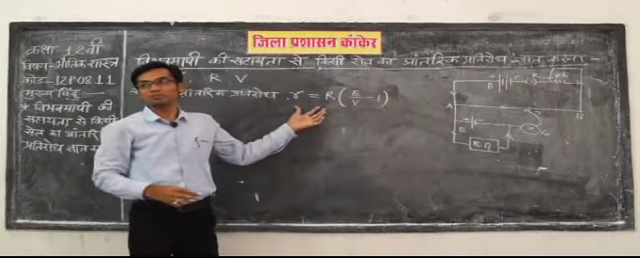 जिला प्रशासन कांकेर
कक्षा 12वीं
विषय-भौतिक शास्त्र
कोड-12P0811
मुख्य बिंदु-
* विभवमापी की
सहायता से किसी
सेल का आंतरिक
प्रतिरोध ज्ञात
विभवमापी की सहायता से किसी सेल का आंतरिक प्रतिरोध ज्ञात करना-
R V
आंतरिक प्रतिरोध r = R(E/V -1)
B
A
E
G
R.B